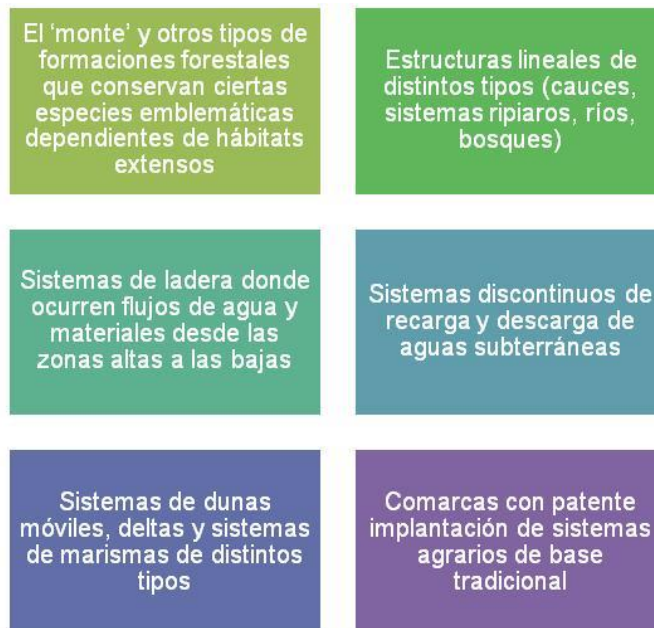 El ‘monte’ y otros tipos de
formaciones forestales
que conservan ciertas
especies emblemáticas
dependientes de hábitats
extensos
Estructuras lineales de
distintos tipos (cauces,
sistemas ripiaros, ríos,
bosques)
Sistemas de ladera donde
ocurren flujos de agua y
materiales desde las
zonas altas a las bajas
Sistemas discontinuos de
recarga y descarga de
aguas subterráneas
Sistemas de dunas
móviles, deltas y sistemas
de marismas de distintos
tipos
Comarcas con patente
implantación de sistemas
agrarios de base
tradicional